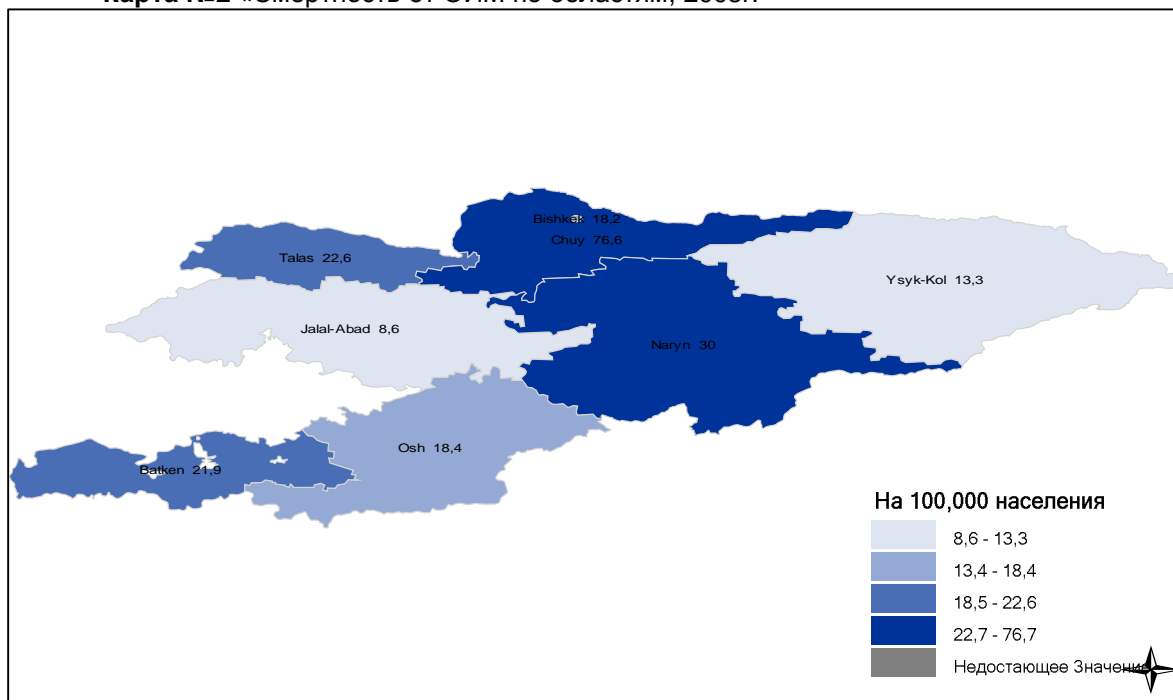 Bishkek 18,2
Chuy 76,6
Talas 22,6
Ysyk-Kol 13,3
Jalal-Abad 8,6
Naryn 30
Osh 18,4
Batken 21,9
На 100,000 населения
8,6 - 13,3
13,4 - 18,4
18,5 - 22,6
22,7 - 76,7
Недостающее Значение